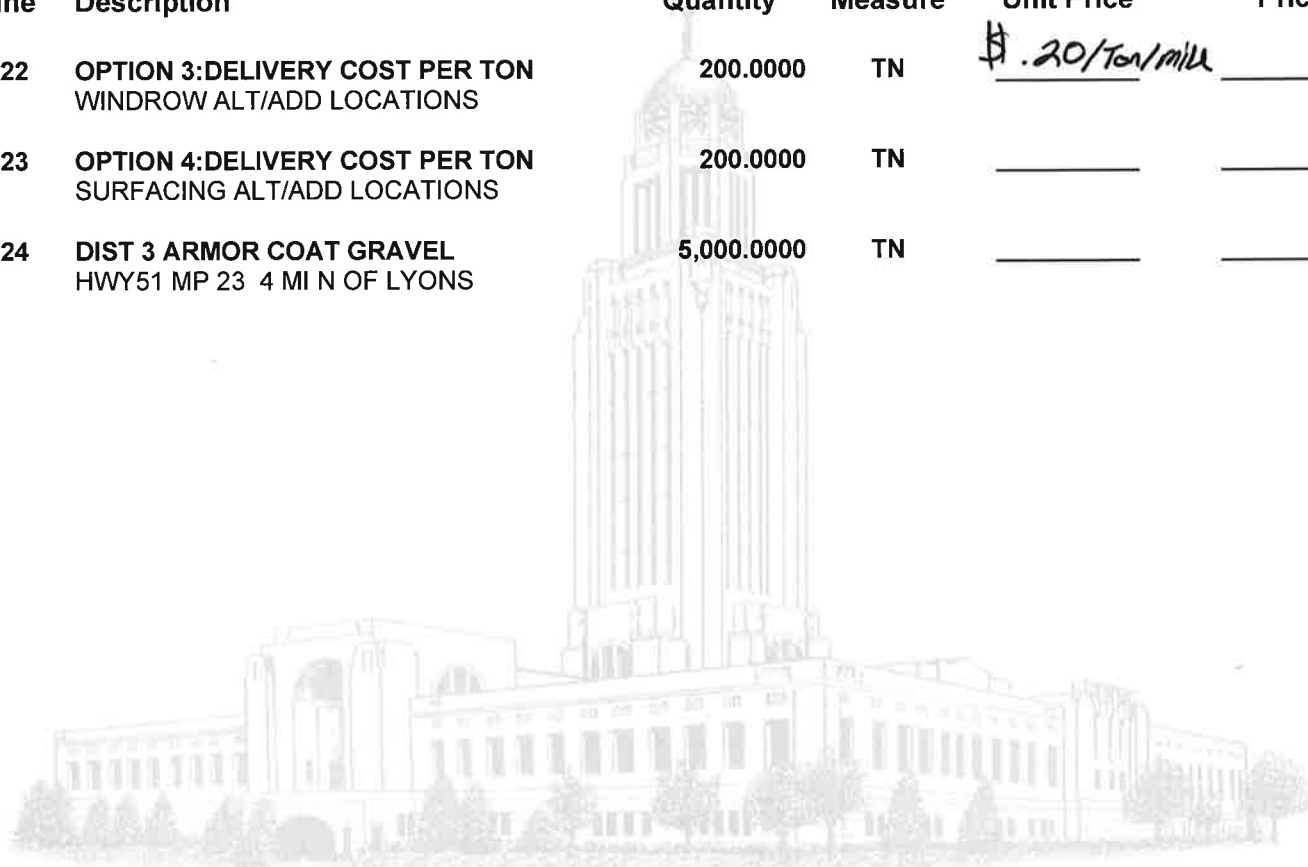 Description Quantity Measure Unit Price
22 OPTION 3:DELIVERY COST PER TON 200.0000 TN $ .20/Ton/mile
WINDROW ALT/ADD LOCATIONS
23 OPTION 4:DELIVERY COST PER TON 200.0000 TN
SURFACING ALT/ADD LOCATIONS
24 DIST 3 ARMOR COAT GRAVEL 5,000.0000 TN
HWY51 MP 23 4 MI N OF LYONS